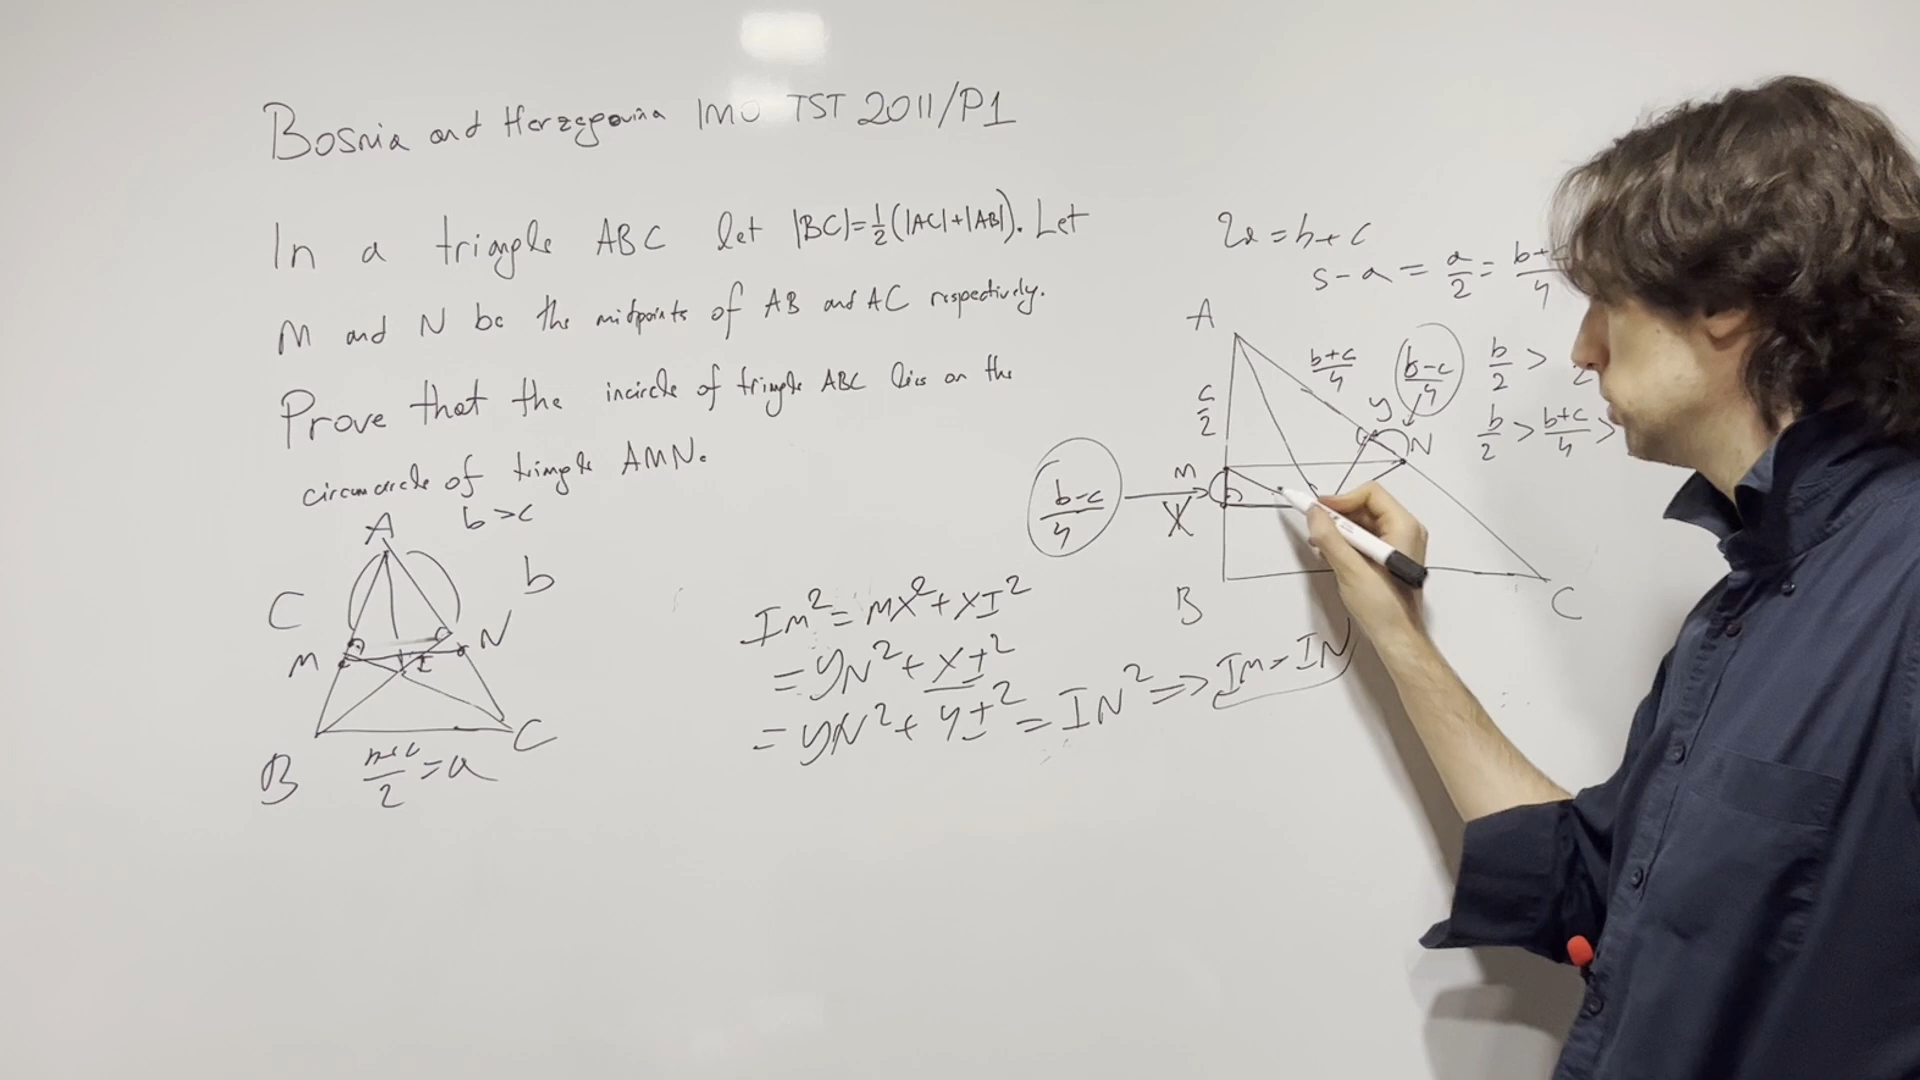 Bosnia and Herzegovina IMO TST 2011/P1
In a triangle ABC let |BC|=½(|AC|+|AB|). Let
M and N be the midpoints of AB and AC respectively.
Prove that the incircle of triangle ABC lies on the
circumcircle of triangle AMN.
A
b>c
C
b
M
N
I
B
C
b+c/2=a
IM²=MX²+XI²
=YN²+XI²
=YN²+YI²=IN²=>IM=IN
2a=b+c
s-a=a/2=b+c/4
A
c/2
b+c/4
b-c/4
b/2>
b/2>b+c/4>
Y
N
M
b-c/4
X
B
C